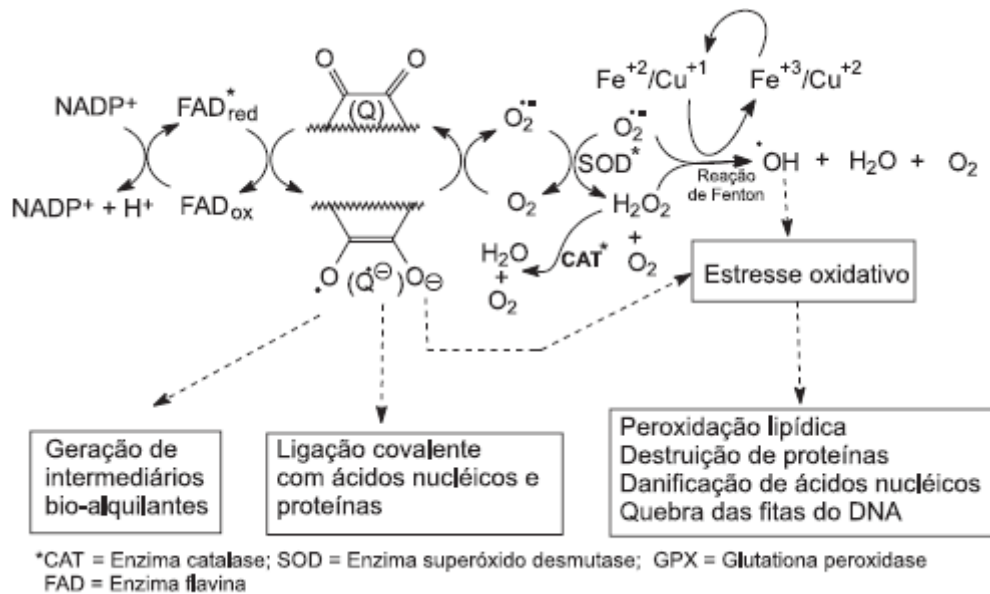 O O
(Q)
NADP+ FAD*red
NADP+ + H+ FADox
•O (Q•⊖) O⊖
O2•-
O2
O2•-
SOD*
H2O2
+
O2
CAT*
H2O
+
O2
Fe+2/Cu+1 Fe+3/Cu+2
Reação
de Fenton
•OH + H2O + O2
Estresse oxidativo
Geração de
intermediários
bio-alquilantes
Ligação covalente
com ácidos nucléicos e
proteínas
Peroxidação lipídica
Destruição de proteínas
Danificação de ácidos nucléicos
Quebra das fitas do DNA
*CAT = Enzima catalase; SOD = Enzima superóxido desmutase; GPX = Glutationa peroxidase
FAD = Enzima flavina